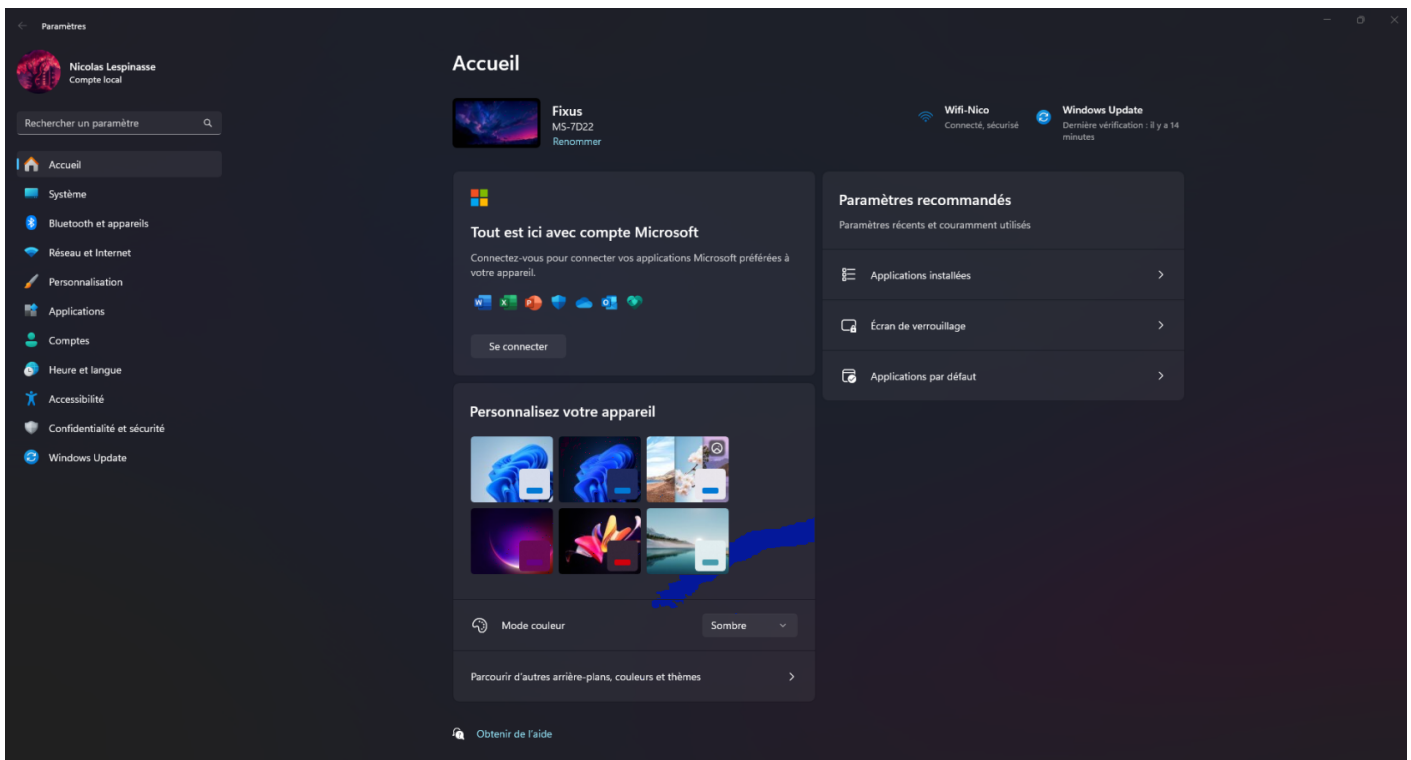 Paramètres
Nicolas Lespinasse
Compte local
Rechercher un paramètre
Accueil
Système
Bluetooth et appareils
Réseau et Internet
Personnalisation
Applications
Comptes
Heure et langue
Accessibilité
Confidentialité et sécurité
Windows Update
Accueil
Fixus
MS-7D22
Renommer
Wifi-Nico
Connecté, sécurisé
Windows Update
Dernière vérification : il y a 14
minutes
Tout est ici avec compte Microsoft
Connectez-vous pour connecter vos applications Microsoft préférées à
votre appareil.
Se connecter
Personnalisez votre appareil
Mode couleur
Sombre
Parcourir d'autres arrière-plans, couleurs et thèmes
Obtenir de l'aide
Paramètres recommandés
Paramètres récents et couramment utilisés
Applications installées
Écran de verrouillage
Applications par défaut